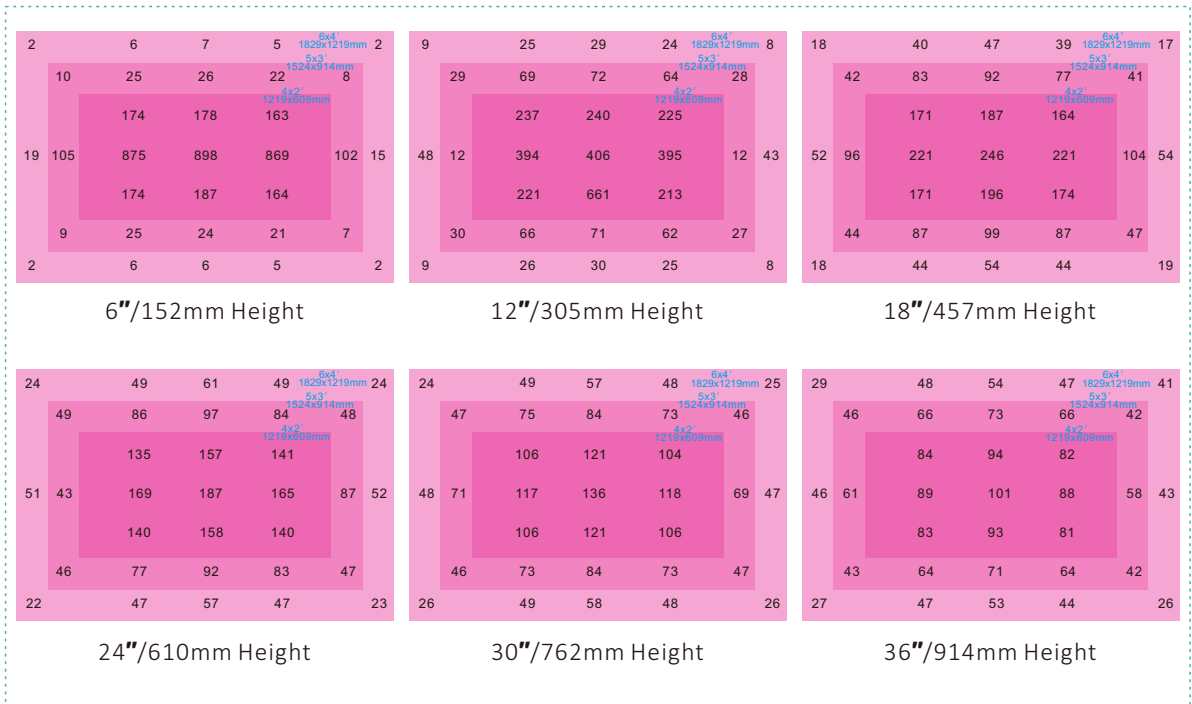 2 6 7 5 6x4′ 1829x1219mm 2
5x3′ 1524x914mm
10 25 26 22 8
4x2′ 1219x609mm
174 178 163
19 105 875 898 869 102 15
174 187 164
9 25 24 21 7
2 6 6 5 2
6″/152mm Height
9 25 29 24 6x4′ 1829x1219mm 8
5x3′ 1524x914mm
29 69 72 64 28
4x2′ 1219x609mm
237 240 225
48 12 394 406 395 12 43
221 661 213
30 66 71 62 27
9 26 30 25 8
12″/305mm Height
18 40 47 39 6x4′ 1829x1219mm 17
5x3′ 1524x914mm
42 83 92 77 41
4x2′ 1219x609mm
171 187 164
52 96 221 246 221 104 54
171 196 174
44 87 99 87 47
18 44 54 44 19
18″/457mm Height
24 49 61 49 6x4′ 1829x1219mm 24
5x3′ 1524x914mm
49 86 97 84 48
4x2′ 1219x609mm
135 157 141
51 43 169 187 165 87 52
140 158 140
46 77 92 83 47
22 47 57 47 23
24″/610mm Height
24 49 57 48 6x4′ 1829x1219mm 25
5x3′ 1524x914mm
47 75 84 73 46
4x2′ 1219x609mm
106 121 104
48 71 117 136 118 69 47
106 121 106
46 73 84 73 47
26 49 58 48 26
30″/762mm Height
29 48 54 47 6x4′ 1829x1219mm 41
5x3′ 1524x914mm
46 66 73 66 42
4x2′ 1219x609mm
84 94 82
46 61 89 101 88 58 43
83 93 81
43 64 71 64 42
27 47 53 44 26
36″/914mm Height